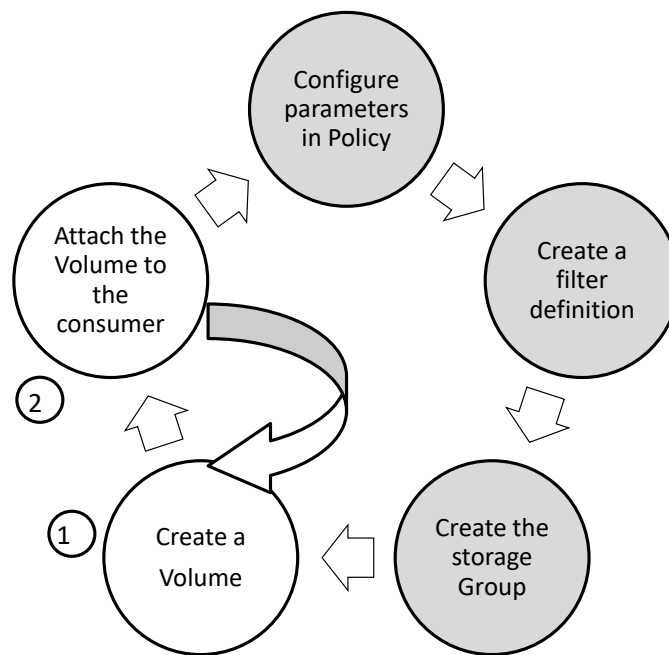 Configure
parameters
in Policy
Create a
filter
definition
Create the
storage
Group
Create a
Volume
1
Attach the
Volume to
the
consumer
2